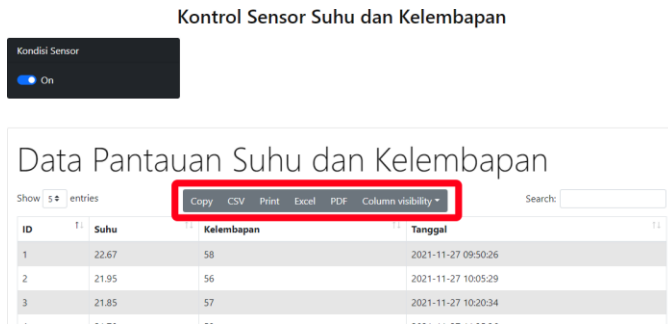 Kontrol Sensor Suhu dan Kelembapan
Kondisi Sensor
On
Data Pantauan Suhu dan Kelembapan
Show 5 entries Copy CSV Print Excel PDF Column visibility Search:
ID Suhu Kelembapan Tanggal
1 22.67 58 2021-11-27 09:50:26
2 21.95 56 2021-11-27 10:05:29
3 21.85 57 2021-11-27 10:20:34